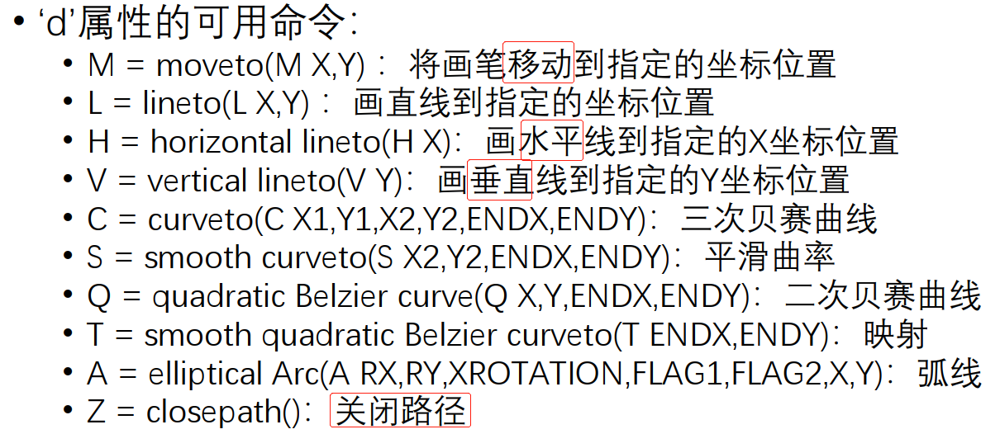 • ‘d’属性的可用命令：
• M = moveto(M X,Y) ：将画笔移动到指定的坐标位置
• L = lineto(L X,Y) ：画直线到指定的坐标位置
• H = horizontal lineto(H X)：画水平线到指定的X坐标位置
• V = vertical lineto(V Y)：画垂直线到指定的Y坐标位置
• C = curveto(C X1,Y1,X2,Y2,ENDX,ENDY)：三次贝赛曲线
• S = smooth curveto(S X2,Y2,ENDX,ENDY)：平滑曲率
• Q = quadratic Belzier curve(Q X,Y,ENDX,ENDY)：二次贝赛曲线
• T = smooth quadratic Belzier curveto(T ENDX,ENDY)：映射
• A = elliptical Arc(A RX,RY,XROTATION,FLAG1,FLAG2,X,Y)：弧线
• Z = closepath()：关闭路径